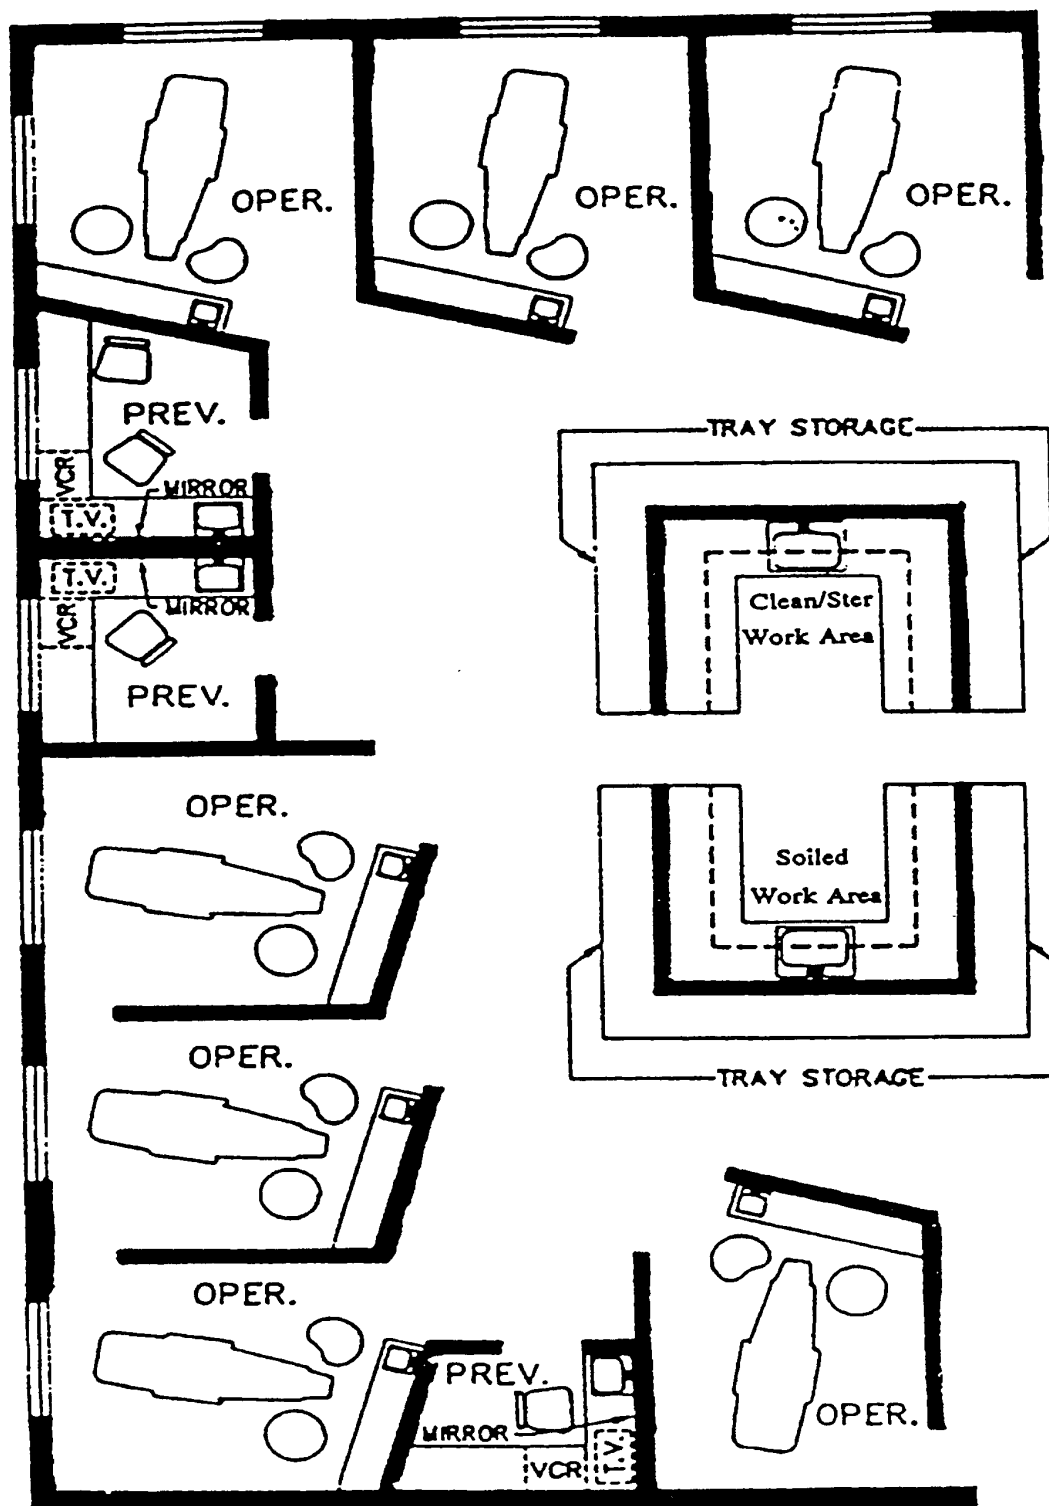 OPER.
OPER.
OPER.
PREV.
VCR
MIRROR
T.V.
T.V.
MIRROR
VCR
PREV.
TRAY STORAGE
Clean/Ster
Work Area
OPER.
Soiled
Work Area
OPER.
TRAY STORAGE
OPER.
PREV.
MIRROR
VCR
T.V.
OPER.